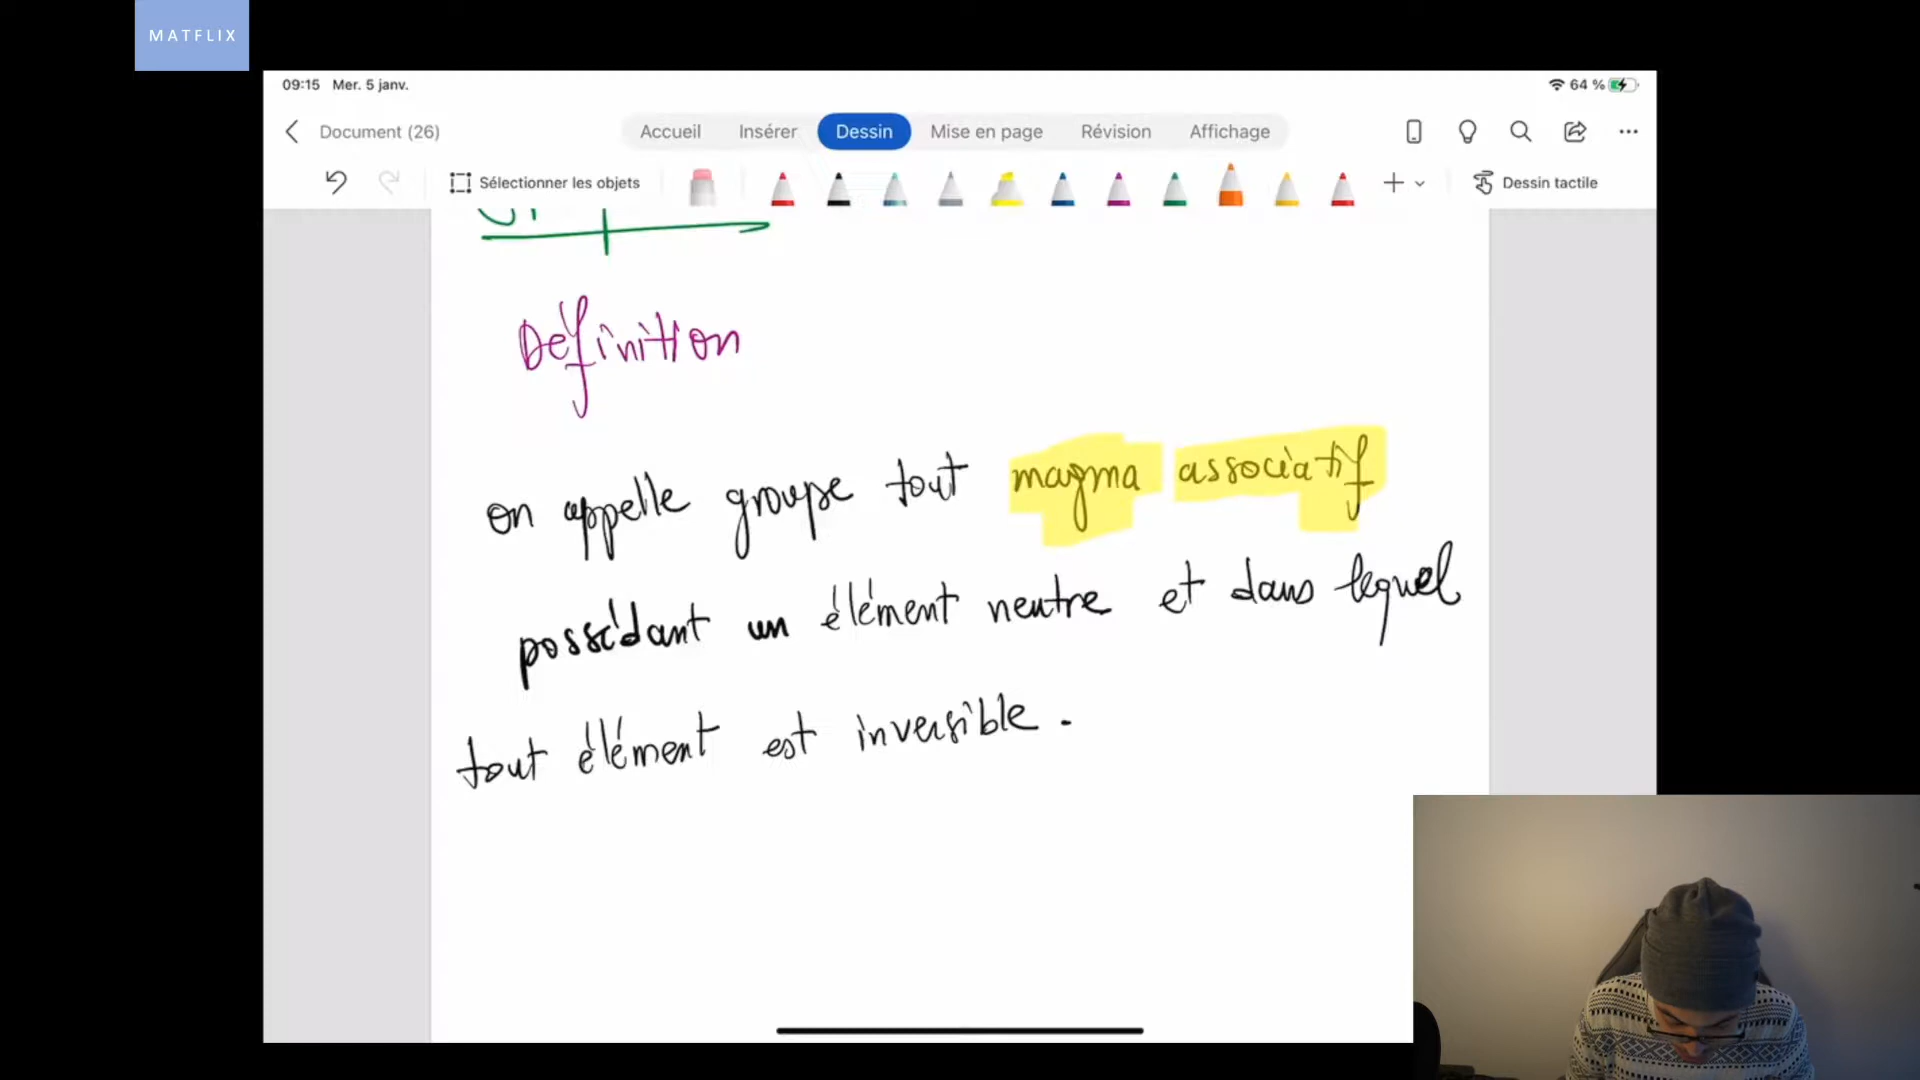 MATFLIX
09:15 Mer. 5 janv. 64 %
Document (26) Accueil Insérer Dessin Mise en page Révision Affichage
Sélectionner les objets Dessin tactile
Définition
on appelle groupe tout magma associatif
possédant un élément neutre et dans lequel
tout élément est inversible.